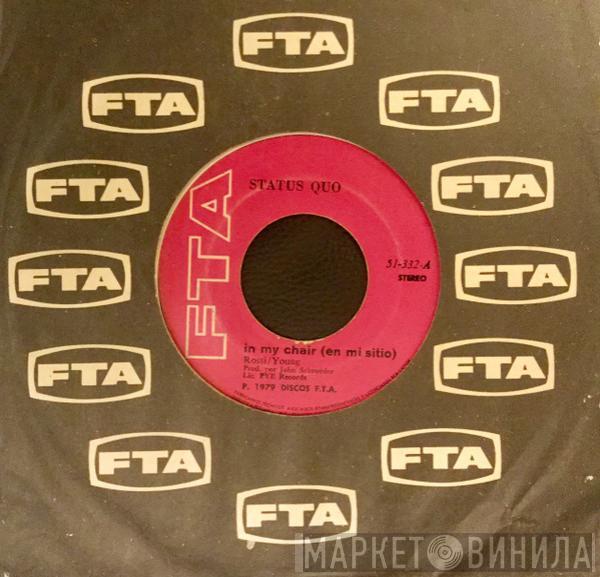 FTA
FTA
FTA
FTA
FTA
FTA
FTA
FTA
FTA
FTA
FTA
FTA
FTA
STATUS QUO
51-332-A
STEREO
in my chair (en mi sitio)
Rossi/Young
Prod. por John Schroeder
Lic. PYE Records
P. 1979 DISCOS F.T.A.
МАРКЕТ ВИНИЛА